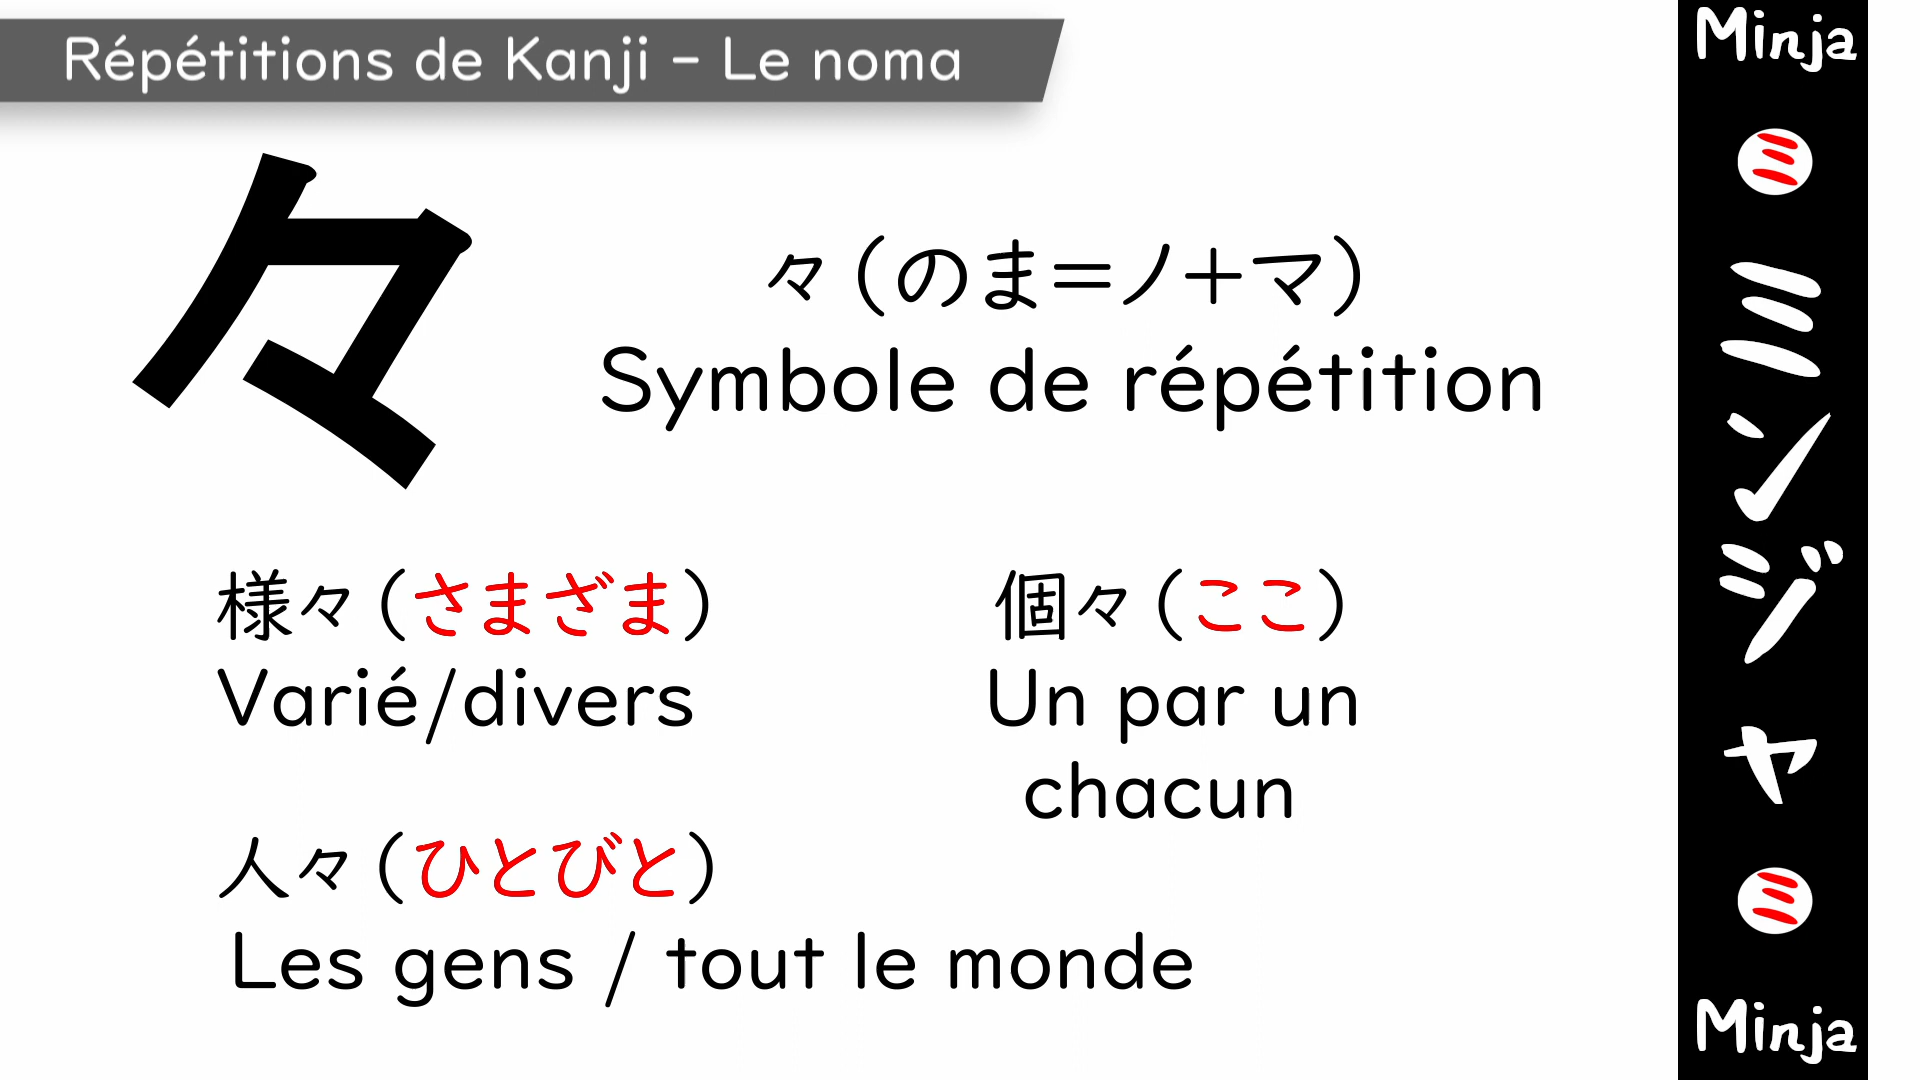 Répétitions de Kanji – Le noma
々
々（のま＝ノ＋マ）
Symbole de répétition
様々（さまざま）
Varié/divers
個々（ここ）
Un par un
chacun
人々（ひとびと）
Les gens / tout le monde
Minja
ミ
ミンジャ
ミ
Minja